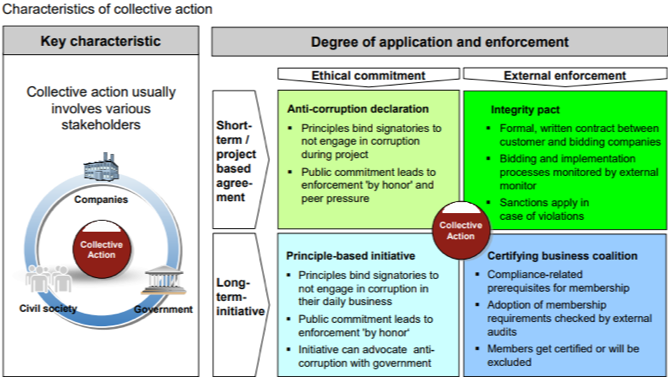 Characteristics of collective action
Key characteristic
Collective action usually
involves various
stakeholders
Companies
Collective
Action
Civil society
Government
Degree of application and enforcement
Ethical commitment
External enforcement
Short-
term /
project
based
agree-
ment
Anti-corruption declaration
▪ Principles bind signatories to
not engage in corruption
during project
▪ Public commitment leads to
enforcement 'by honor' and
peer pressure
Integrity pact
▪ Formal, written contract between
customer and bidding companies
▪ Bidding and implementation
processes monitored by external
monitor
▪ Sanctions apply in
case of violations
Collective
Action
Long-
term-
initiative
Principle-based initiative
▪ Principles bind signatories to
not engage in corruption in
their daily business
▪ Public commitment leads to
enforcement 'by honor'
▪ Initiative can advocate anti-
corruption with government
Certifying business coalition
▪ Compliance-related
prerequisites for membership
▪ Adoption of membership
requirements checked by external
audits
▪ Members get certified or will be
excluded